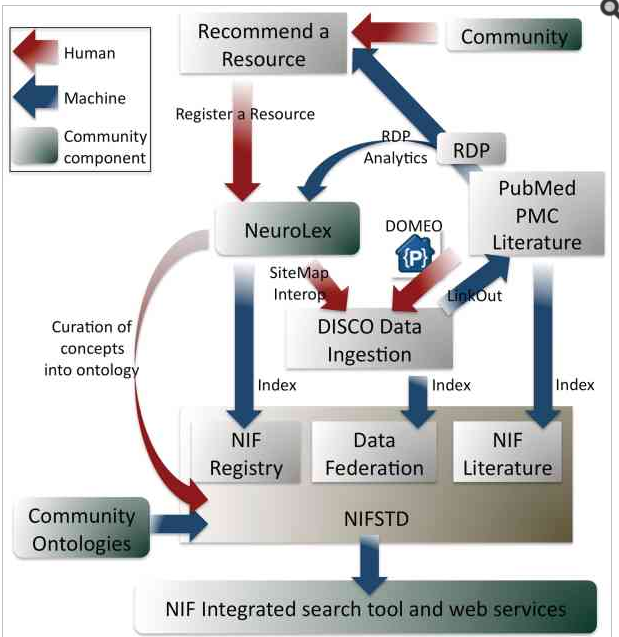 Human
Machine
Community
component
Recommend a
Resource
Community
Register a Resource
RDP
Analytics
RDP
PubMed
PMC
Literature
NeuroLex
DOMEO
{P}
SiteMap
Interop
LinkOut
DISCO Data
Ingestion
Curation of
concepts
into ontology
Index
Index
Index
NIF
Registry
Data
Federation
NIF
Literature
NIFSTD
Community
Ontologies
NIF Integrated search tool and web services